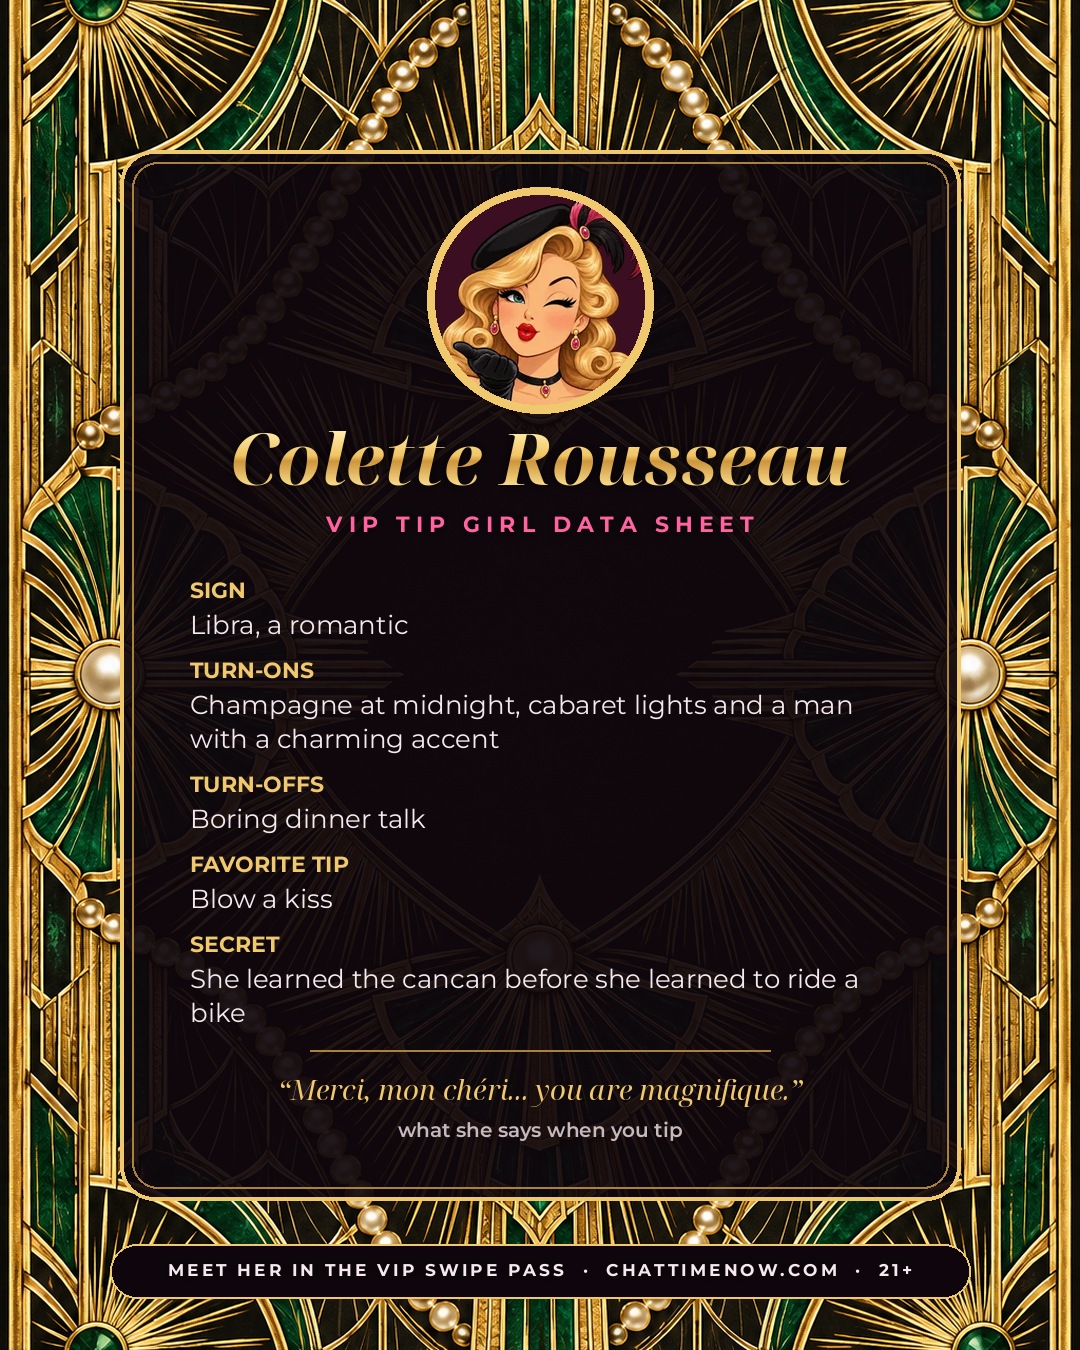 Colette Rousseau
VIP TIP GIRL DATA SHEET
SIGN
Libra, a romantic
TURN-ONS
Champagne at midnight, cabaret lights and a man
with a charming accent
TURN-OFFS
Boring dinner talk
FAVORITE TIP
Blow a kiss
SECRET
She learned the cancan before she learned to ride a
bike
“Merci, mon chéri... you are magnifique.”
what she says when you tip
MEET HER IN THE VIP SWIPE PASS · CHATTIMENOW.COM · 21+